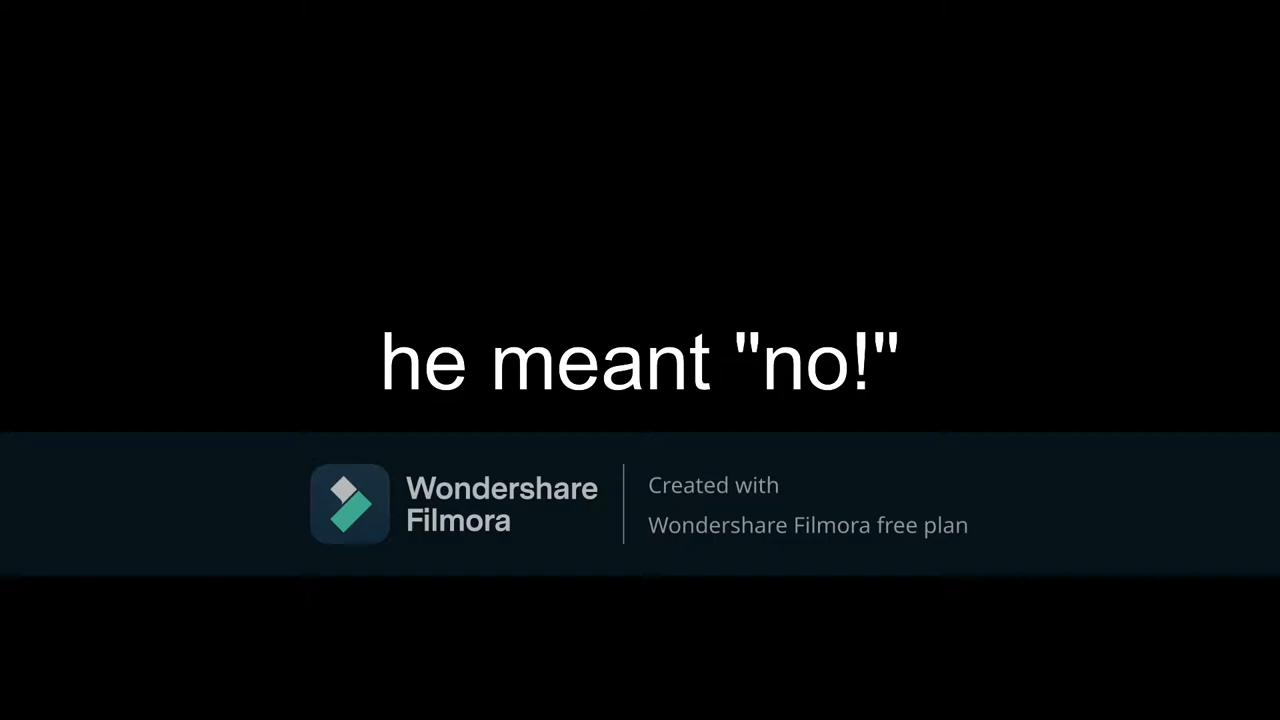 he meant "no!"
Wondershare
Filmora
Created with
Wondershare Filmora free plan